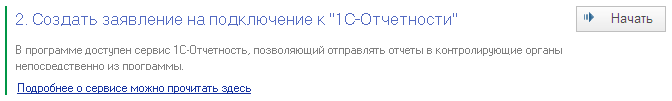 2. Создать заявление на подключение к "1С-Отчетности"
Начать
В программе доступен сервис 1С-Отчетность, позволяющий отправлять отчеты в контролирующие органы
непосредственно из программы.
Подробнее о сервисе можно прочитать здесь